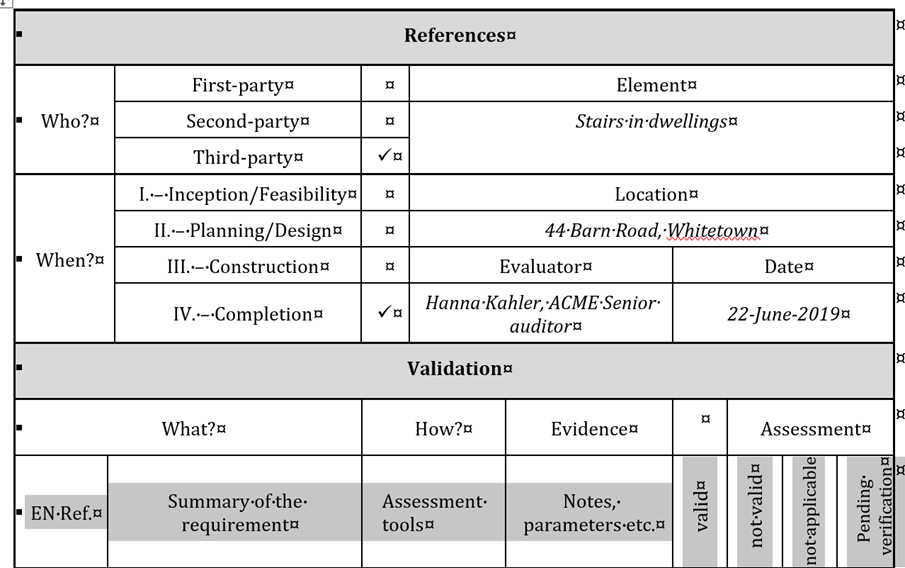 References
Who?
First-party
Element
Second-party
Stairs in dwellings
Third-party
✓
When?
I. – Inception/Feasibility
Location
II. – Planning/Design
44 Barn Road, Whitetown
III. – Construction
Evaluator
Date
IV. – Completion
✓
Hanna Kahler, ACME Senior
auditor
22-June-2019
Validation
What?
How?
Evidence
Assessment
EN Ref.
Summary of the
requirement
Assessment
tools
Notes,
parameters etc.
valid
not valid
not applicable
Pending
verification